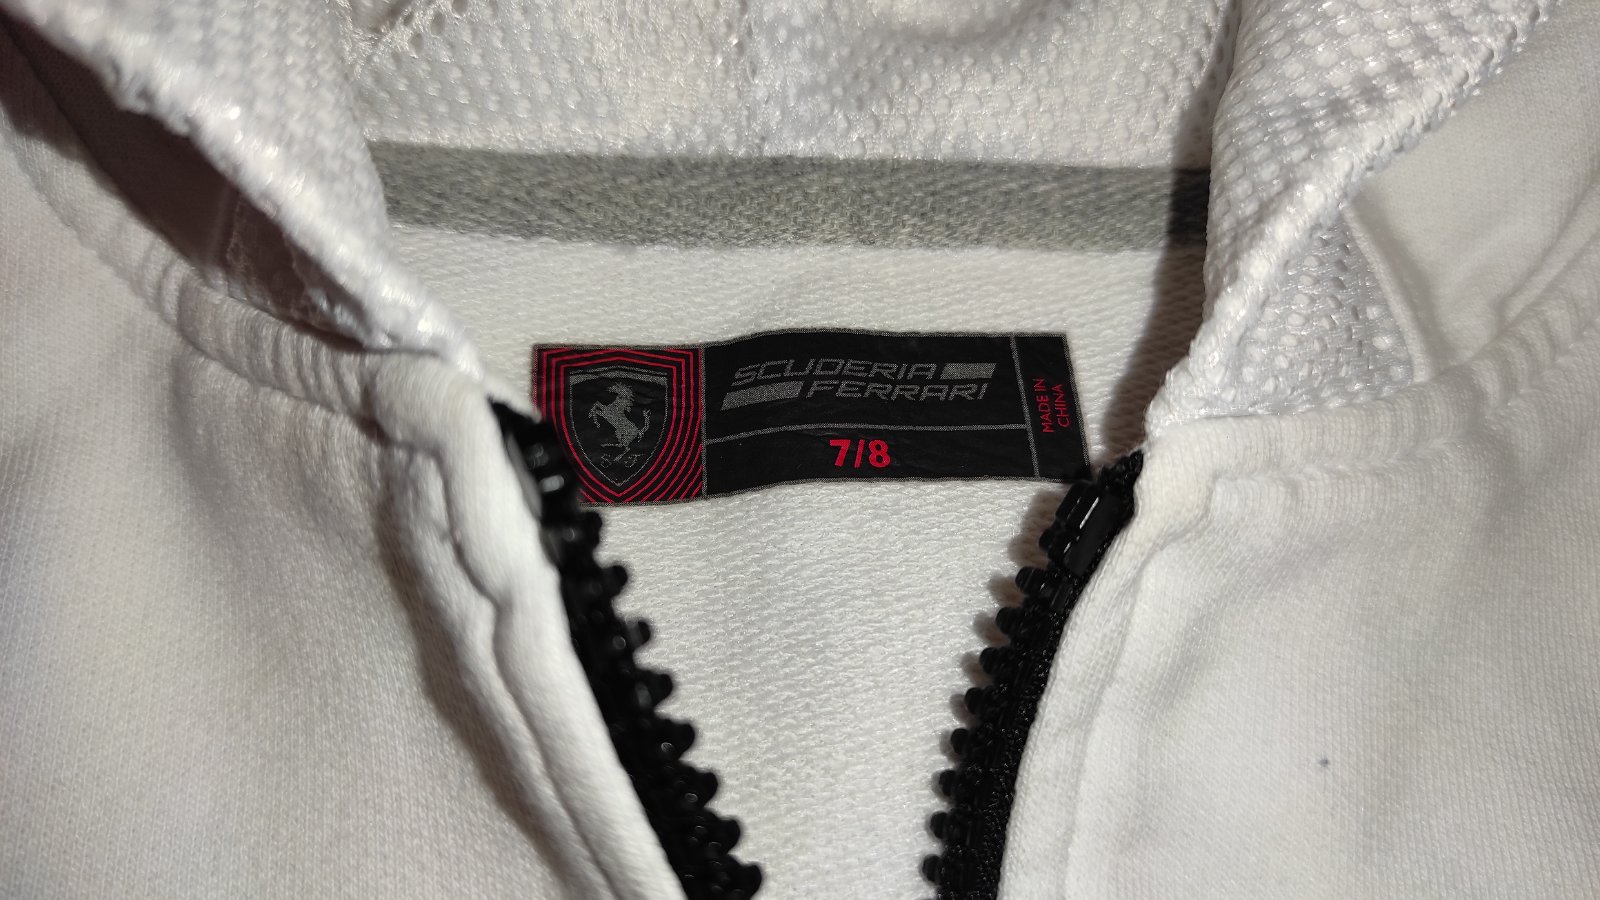 SCUDERIA
FERRARI
7/8
MADE IN
CHINA
S F